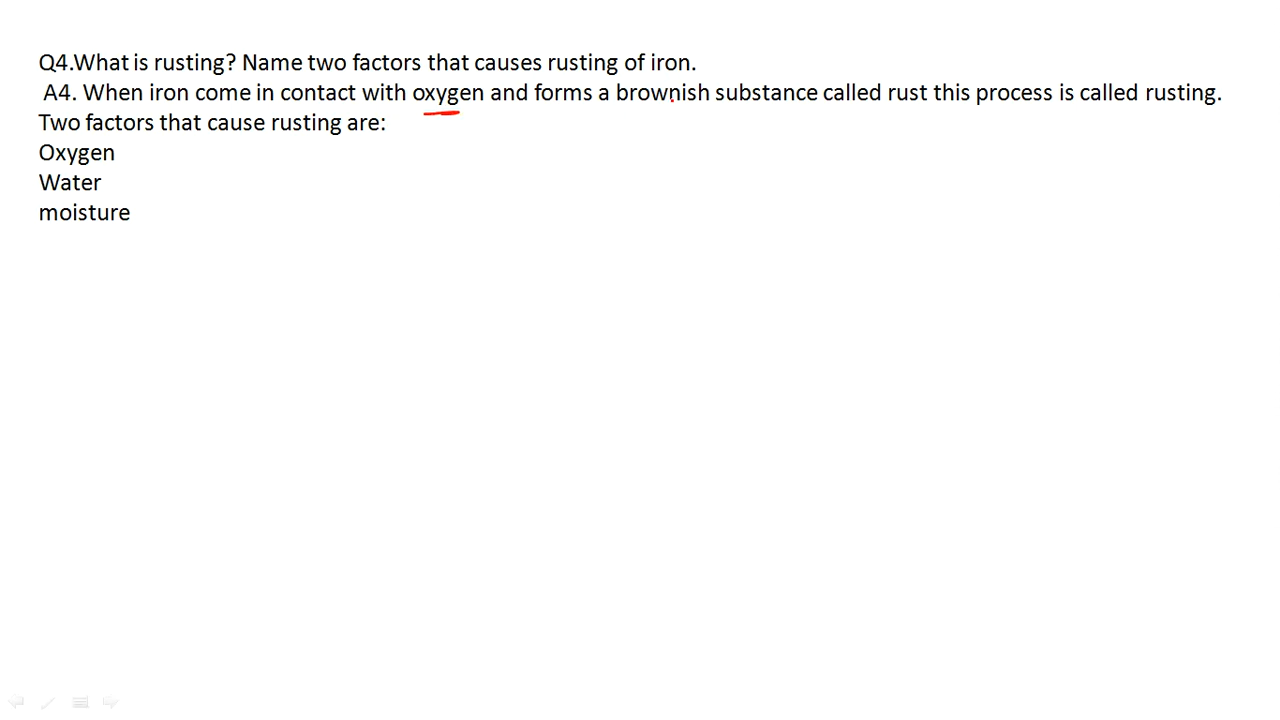 Q4.What is rusting? Name two factors that causes rusting of iron.
A4. When iron come in contact with oxygen and forms a brownish substance called rust this process is called rusting.
Two factors that cause rusting are:
Oxygen
Water
moisture